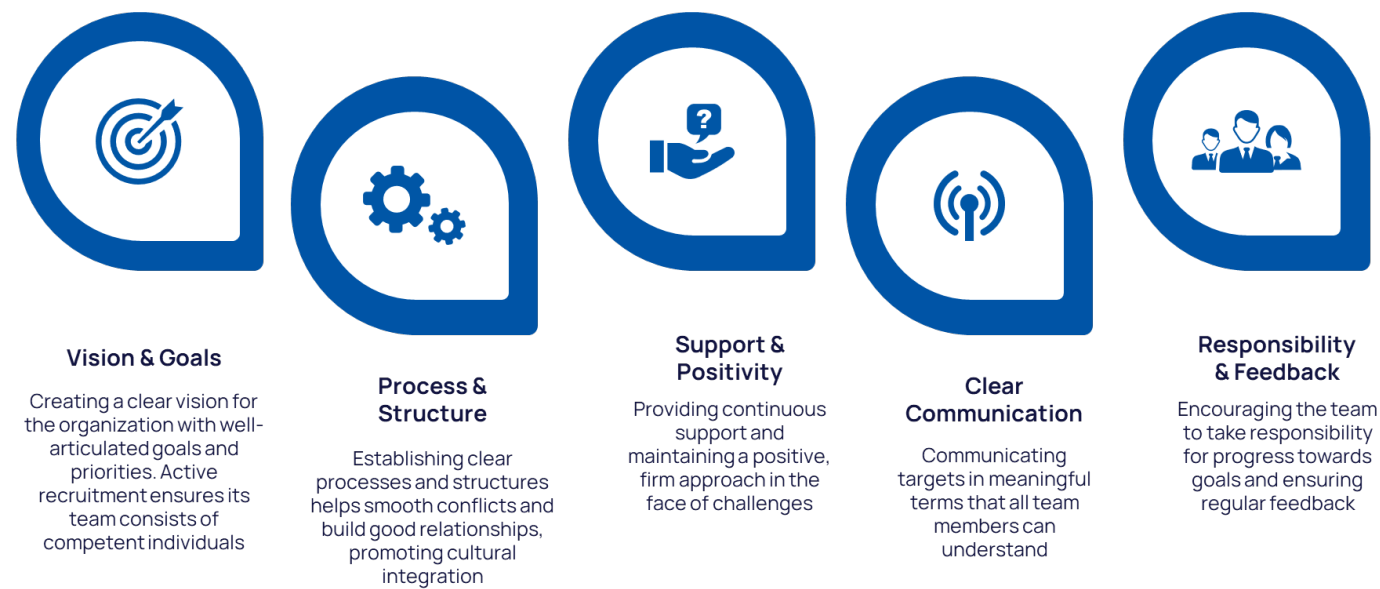 ?
Vision & Goals
Creating a clear vision for
the organization with well-
articulated goals and
priorities. Active
recruitment ensures its
team consists of
competent individuals
Process &
Structure
Establishing clear
processes and structures
helps smooth conflicts and
build good relationships,
promoting cultural
integration
Support &
Positivity
Providing continuous
support and
maintaining a positive,
firm approach in the
face of challenges
Clear
Communication
Communicating
targets in meaningful
terms that all team
members can
understand
Responsibility
& Feedback
Encouraging the team
to take responsibility
for progress towards
goals and ensuring
regular feedback